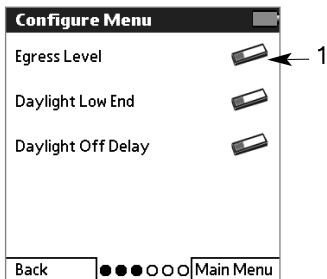 Configure Menu
Egress Level
1
Daylight Low End
Daylight Off Delay
Back Main Menu